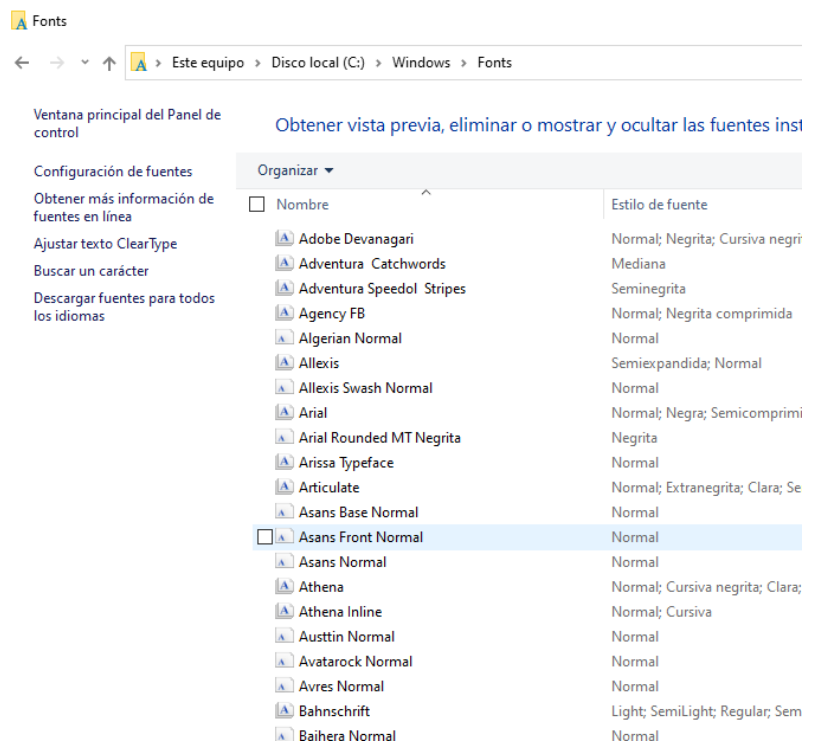 Fonts
Este equipo > Disco local (C:) > Windows > Fonts
Ventana principal del Panel de
control
Configuración de fuentes
Obtener más información de
fuentes en línea
Ajustar texto ClearType
Buscar un carácter
Descargar fuentes para todos
los idiomas
Obtener vista previa, eliminar o mostrar y ocultar las fuentes inst
Organizar
Nombre Estilo de fuente
Adobe Devanagari Normal; Negrita; Cursiva negri
Adventura  Catchwords Mediana
Adventura Speedol  Stripes Seminegrita
Agency FB Normal; Negrita comprimida
Algerian Normal Normal
Allexis Semiexpandida; Normal
Allexis Swash Normal Normal
Arial Normal; Negra; Semicomprimi
Arial Rounded MT Negrita Negrita
Arissa Typeface Normal
Articulate Normal; Extranegrita; Clara; Se
Asans Base Normal Normal
Asans Front Normal Normal
Asans Normal Normal
Athena Normal; Cursiva negrita; Clara;
Athena Inline Normal; Cursiva
Austtin Normal Normal
Avatarock Normal Normal
Avres Normal Normal
Bahnschrift Light; SemiLight; Regular; Sem
Baihera Normal Normal